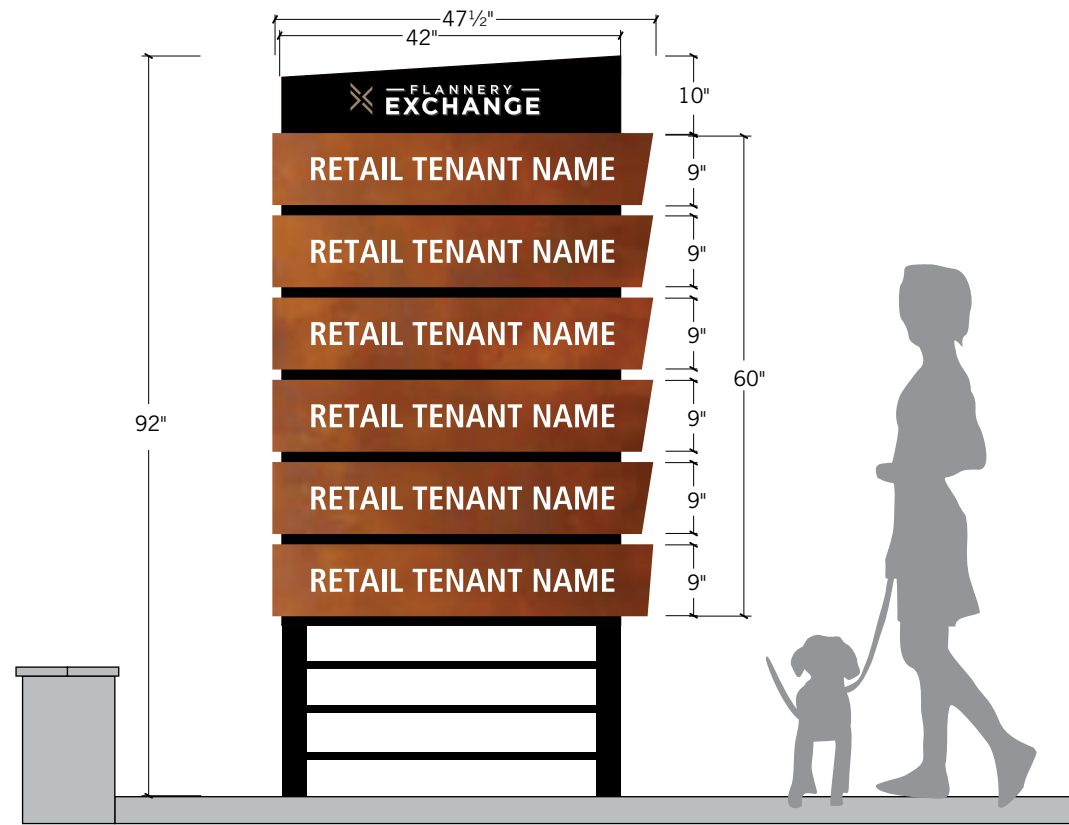 47½"
42"
FLANNERY
EXCHANGE
10"
RETAIL TENANT NAME
9"
RETAIL TENANT NAME
9"
RETAIL TENANT NAME
9"
60"
92"
RETAIL TENANT NAME
9"
RETAIL TENANT NAME
9"
RETAIL TENANT NAME
9"